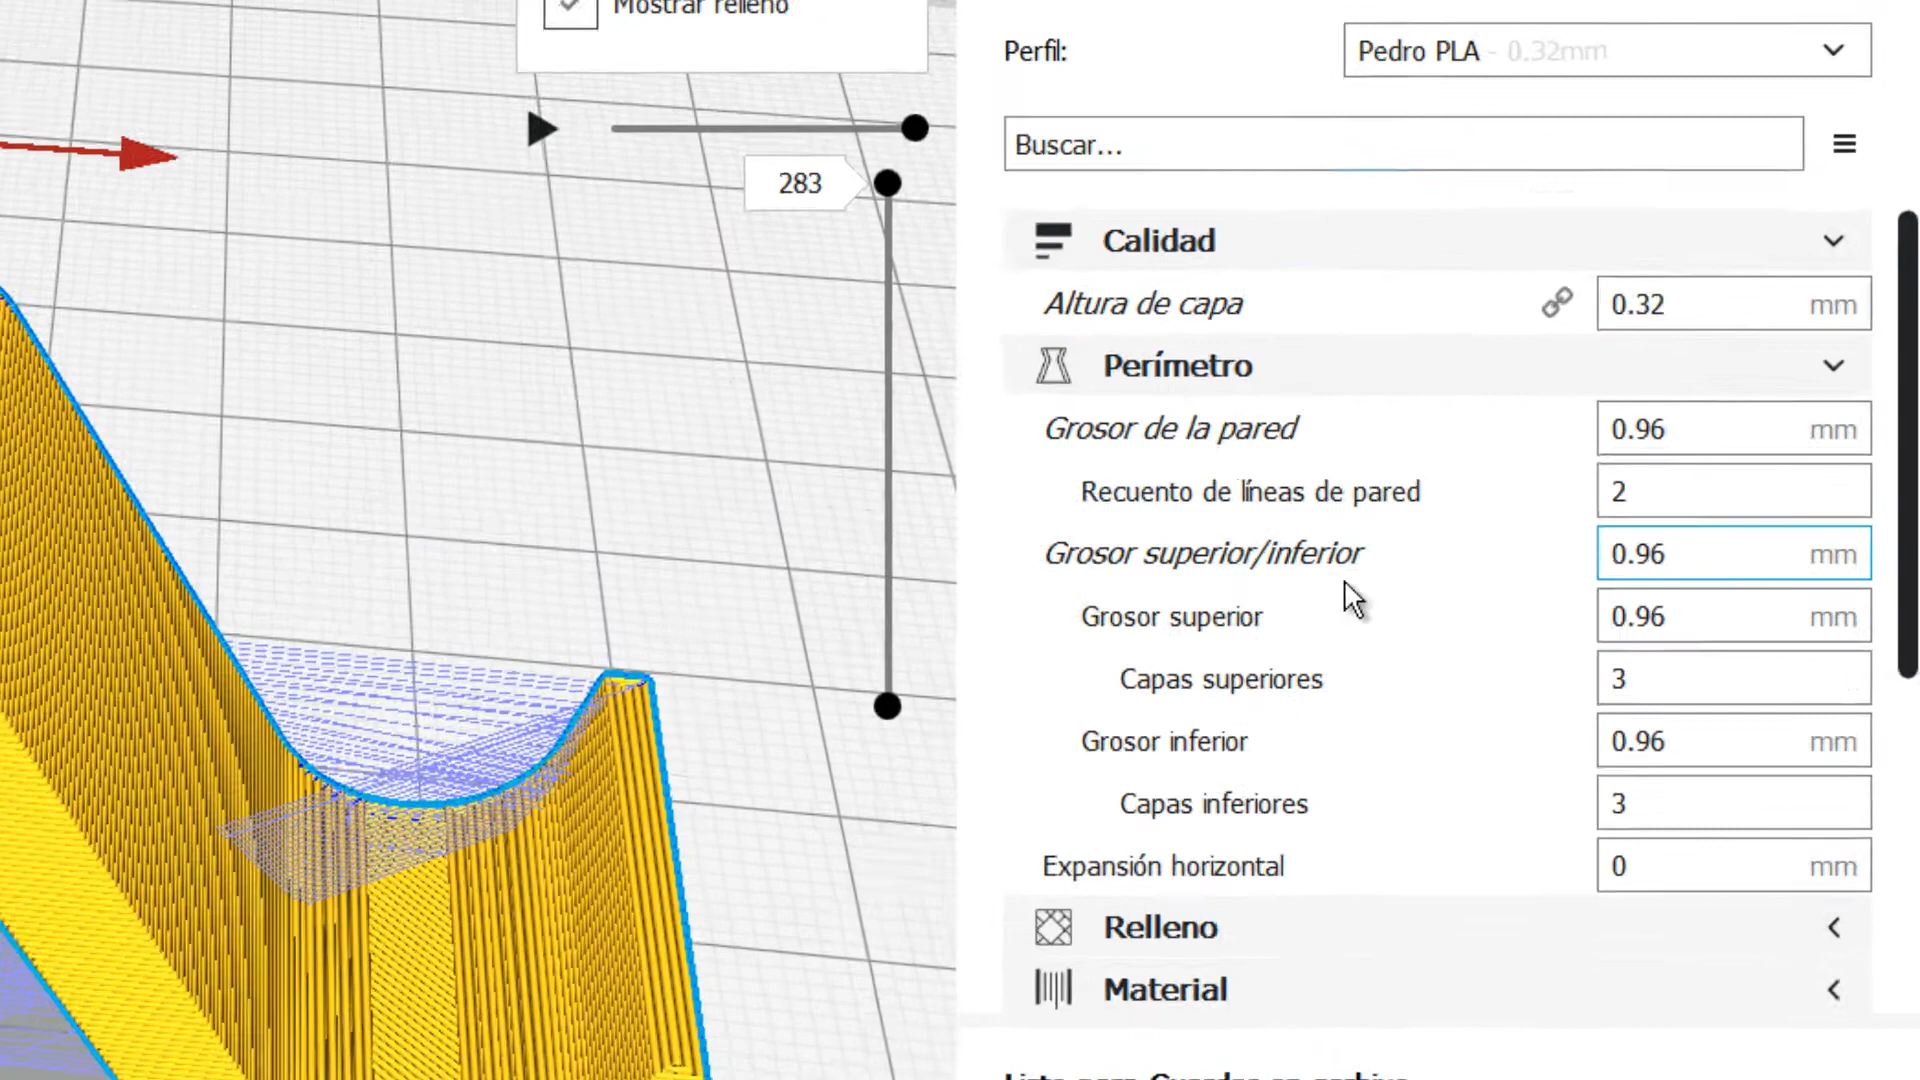 Mostrar relleno
283
Perfil:
Pedro PLA - 0.32mm
Buscar...
Calidad
Altura de capa
0.32 mm
Perímetro
Grosor de la pared
0.96 mm
Recuento de líneas de pared
2
Grosor superior/inferior
0.96 mm
Grosor superior
0.96 mm
Capas superiores
3
Grosor inferior
0.96 mm
Capas inferiores
3
Expansión horizontal
0 mm
Relleno
Material